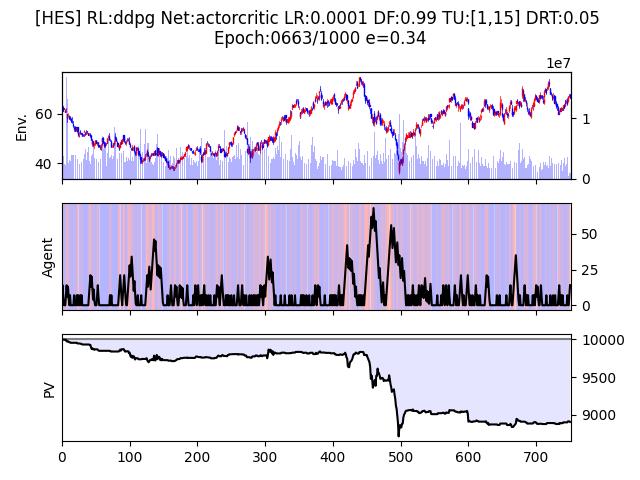 [HES] RL:ddpg Net:actorcritic LR:0.0001 DF:0.99 TU:[1,15] DRT:0.05
Epoch:0663/1000 e=0.34
1e7
Env.
60
40
1
0
Agent
50
25
0
PV
10000
9500
9000
0 100 200 300 400 500 600 700